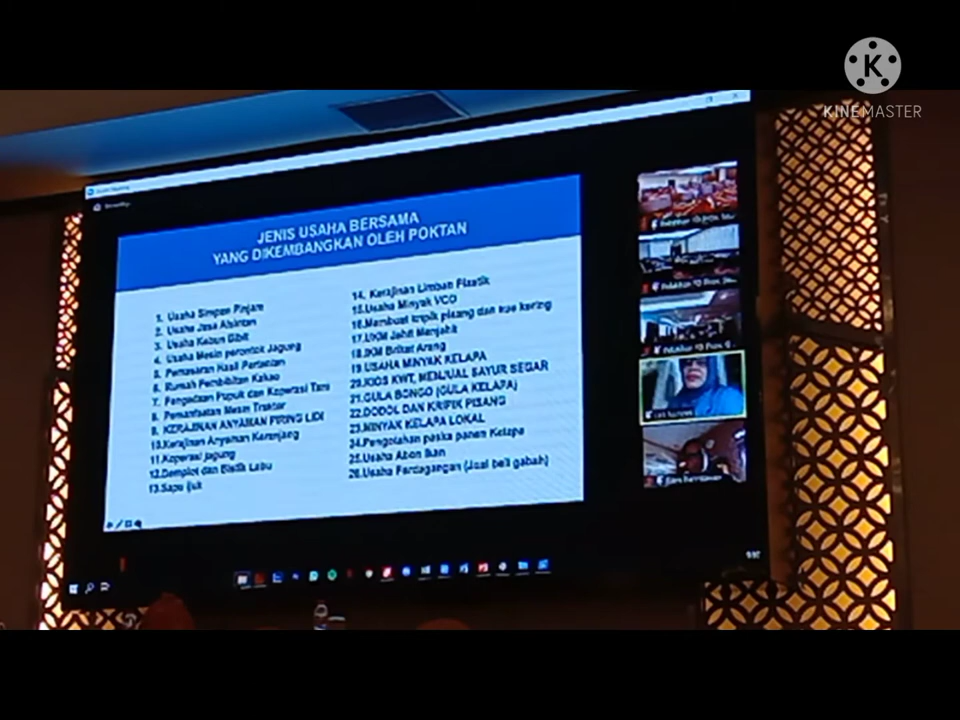 KINEMASTER
JENIS USAHA BERSAMA
YANG DIKEMBANGKAN OLEH POKTAN
1. Usaha Simpan Pinjam
2. Usaha Jasa Alsintan
3. Usaha Kebun Bibit
4. Usaha Mesin perontok Jagung
5. Pemasaran Hasil Pertanian
6. Rumah Pembibitan Kakao
7. Pengadaan Pupuk dan Koperasi Tani
8. Pemanfaatan Mesin Traktor
9. KERAJINAN ANYAMAN PIRING LIDI
10.Kerajinan Anyaman Keranjang
11.Koperasi jagung
12.Demplot dan Bistik Labu
13.Sapu ijuk
14. Kerajinan Limbah Plastik
15.Usaha Minyak VCO
16.Membuat kripik pisang dan kue kering
17.UKM Jahit Menjahit
18.IKM Briket Arang
19.USAHA MINYAK KELAPA
20.KIOS KWT, MENJUAL SAYUR SEGAR
21.GULA BONGO (GULA KELAPA)
22.DODOL DAN KRIPIK PISANG
23.MINYAK KELAPA LOKAL
24.Pengolahan paska panen Kelapa
25.Usaha Abon Ikan
26.Usaha Perdagangan (Jual beli gabah)